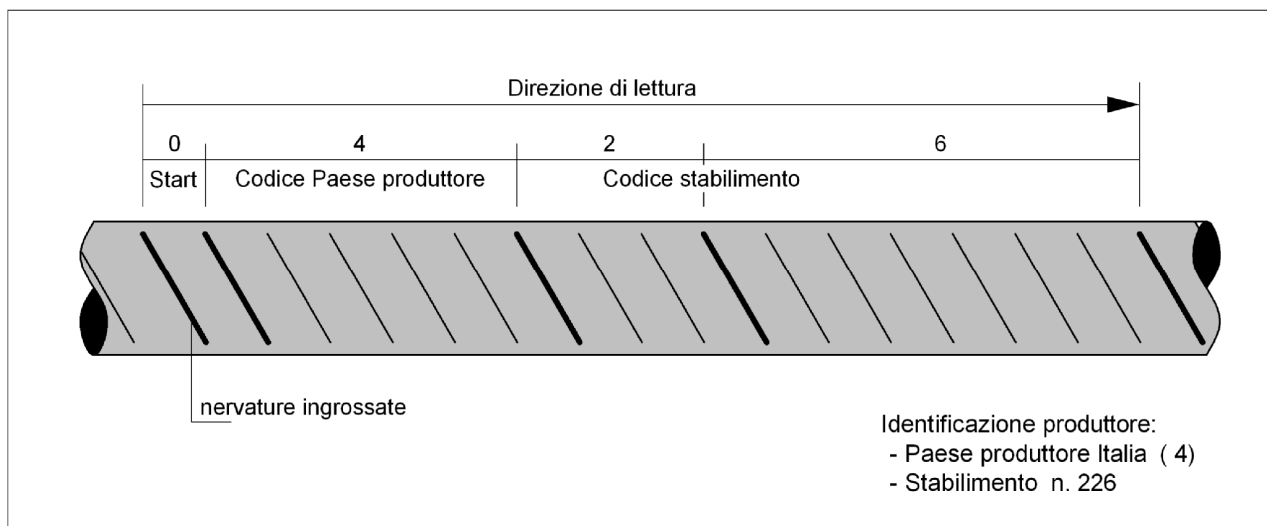 Direzione di lettura
0 4 2 6
Start Codice Paese produttore Codice stabilimento
nervature ingrossate
Identificazione produttore:
- Paese produttore Italia ( 4)
- Stabilimento n. 226